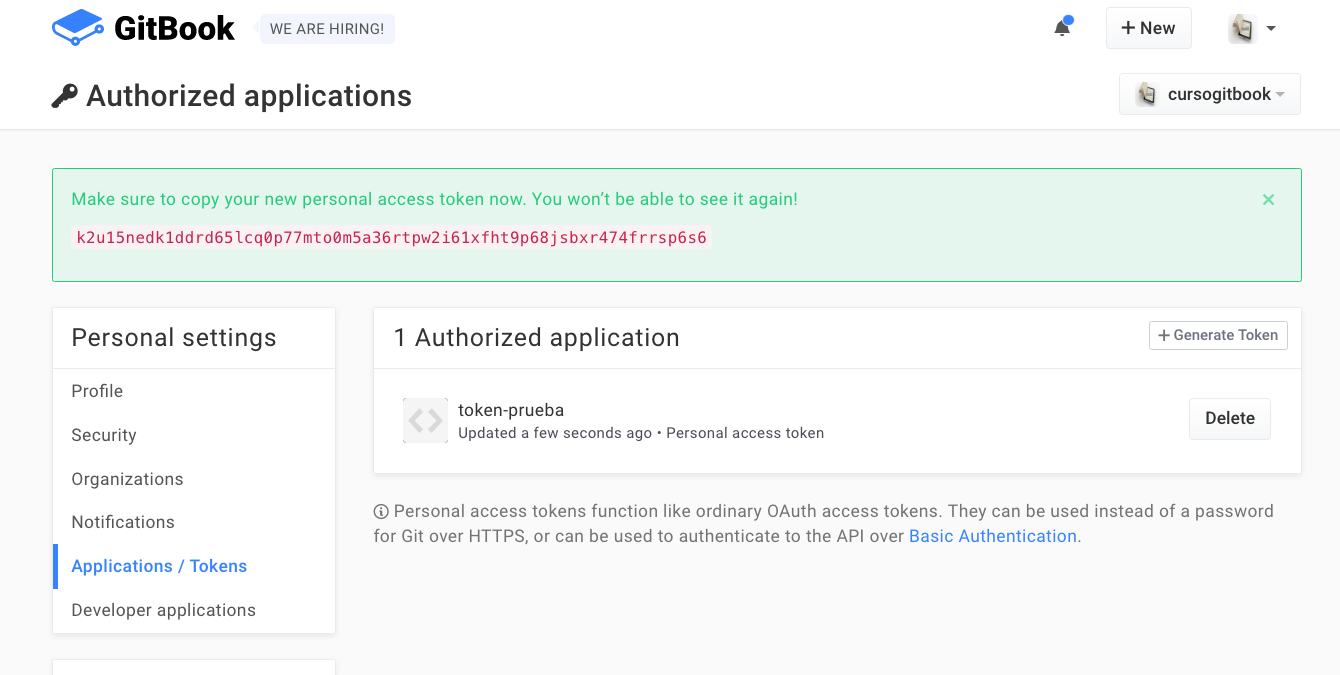 GitBook
WE ARE HIRING!
+ New
Authorized applications
cursogitbook
Make sure to copy your new personal access token now. You won't be able to see it again!
k2u15nedk1ddrd65lcq0p77mto0m5a36rtpw2i61xfht9p68jsbxr474frrsp6s6
Personal settings
Profile
Security
Organizations
Notifications
Applications / Tokens
Developer applications
1 Authorized application
+ Generate Token
token-prueba
Updated a few seconds ago • Personal access token
Delete
Personal access tokens function like ordinary OAuth access tokens. They can be used instead of a password
for Git over HTTPS, or can be used to authenticate to the API over Basic Authentication.